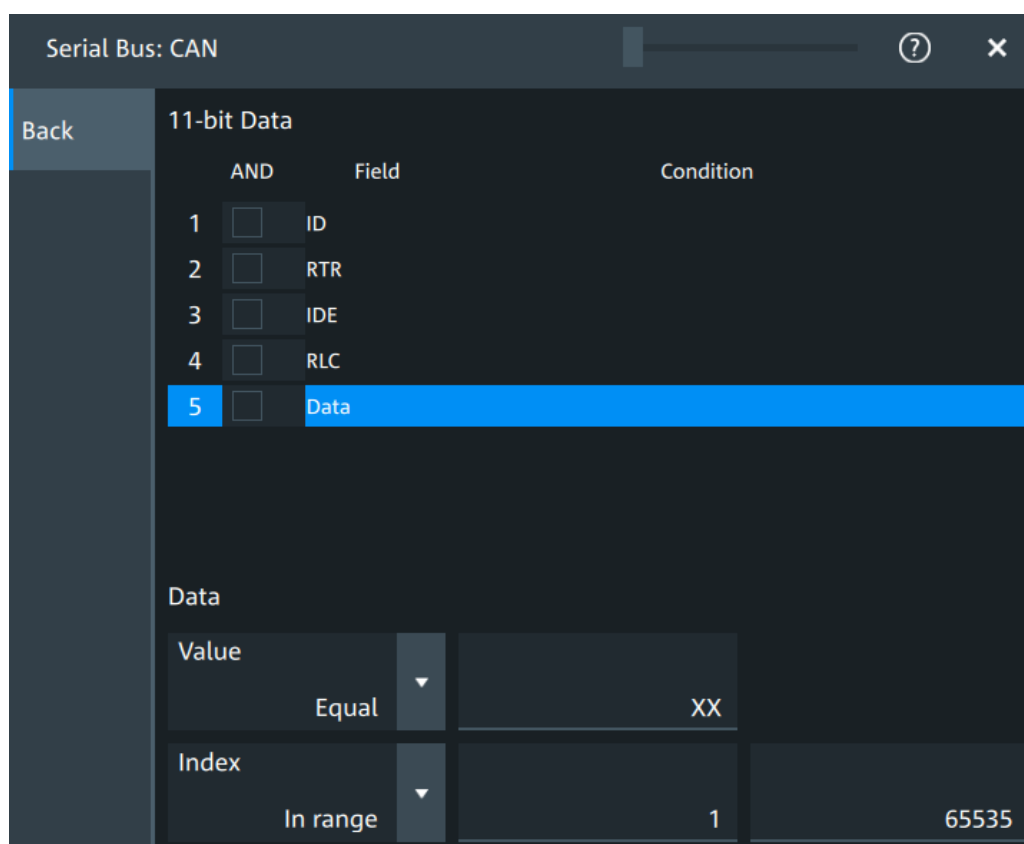 Serial Bus: CAN ? ×
Back
11-bit Data
AND Field Condition
1 ID
2 RTR
3 IDE
4 RLC
5 Data
Data
Value
Equal XX
Index
In range 1 65535